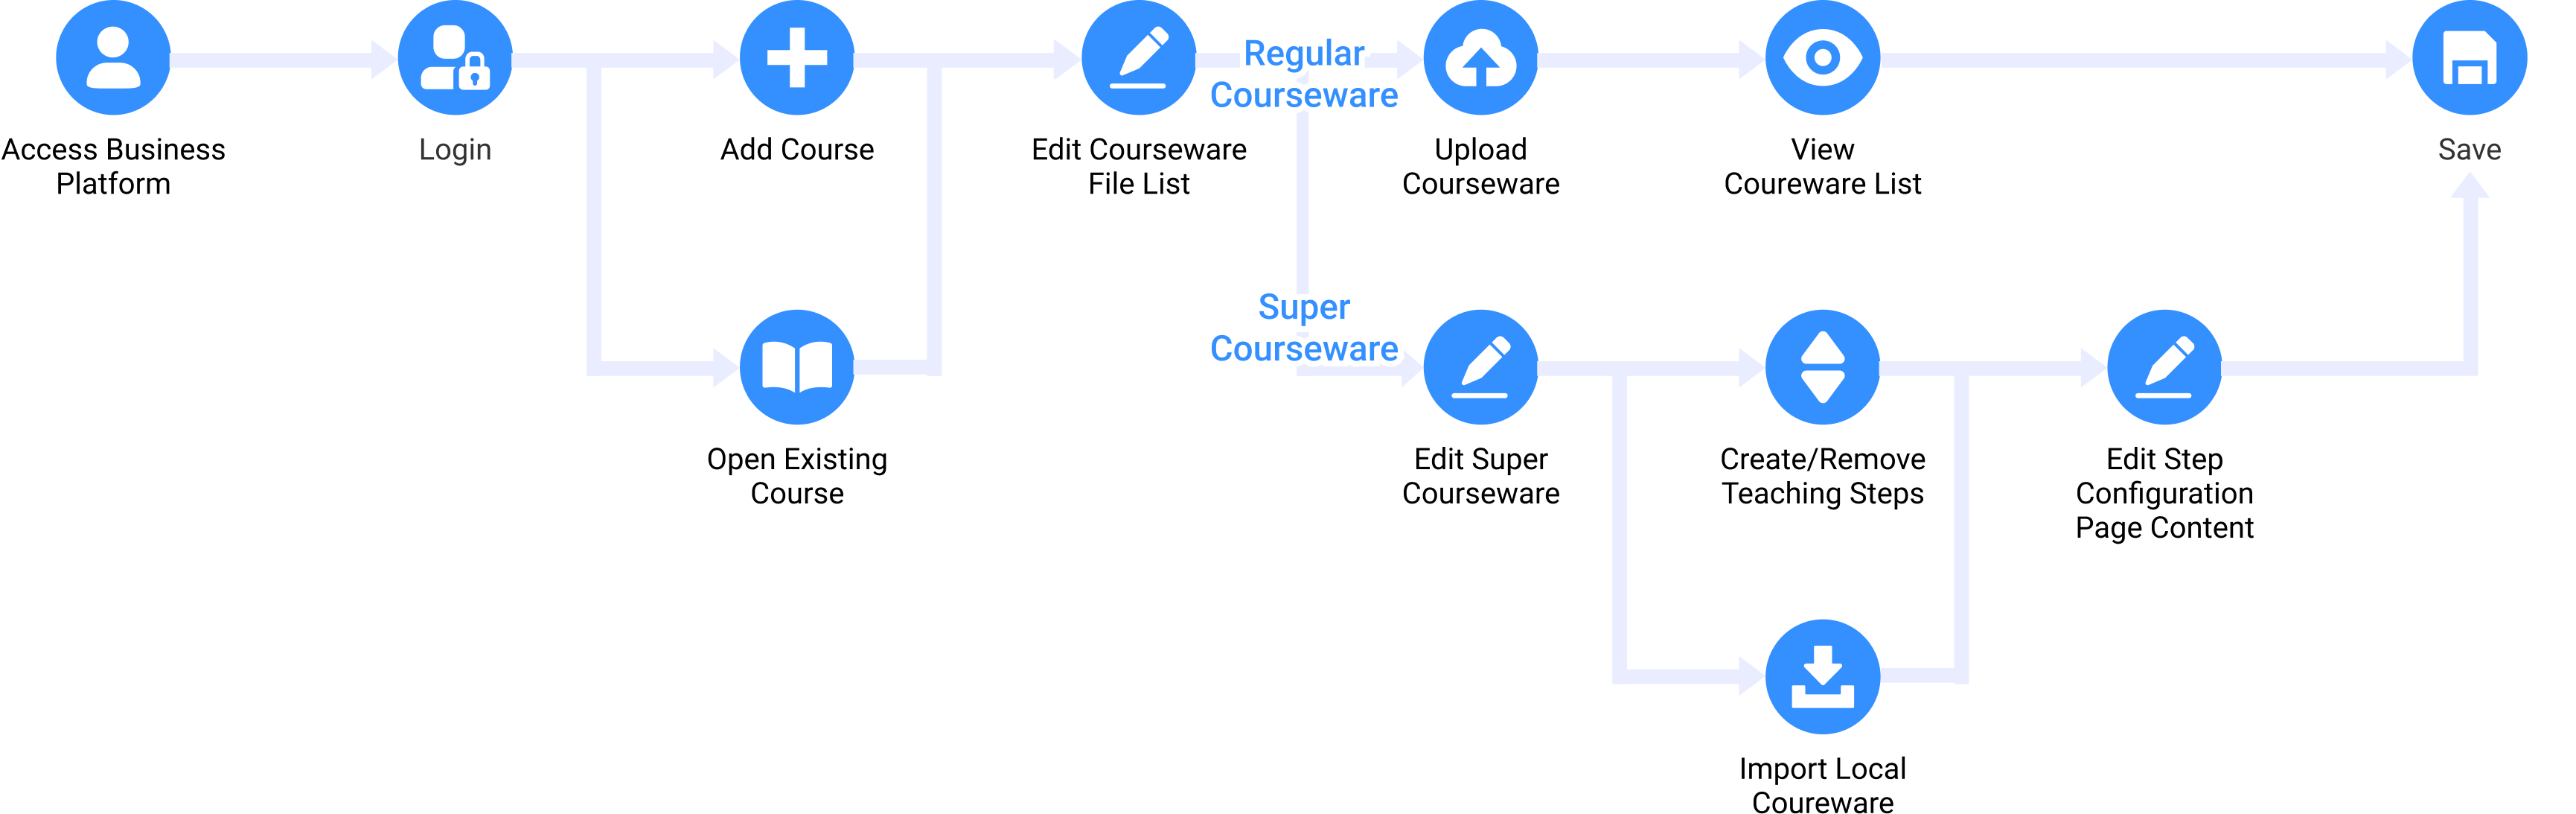 Access Business
Platform
Login
Add Course
Open Existing
Course
Edit Courseware
File List
Regular
Courseware
Upload
Courseware
View
Coureware List
Save
Super
Courseware
Edit Super
Courseware
Create/Remove
Teaching Steps
Edit Step
Configuration
Page Content
Import Local
Coureware